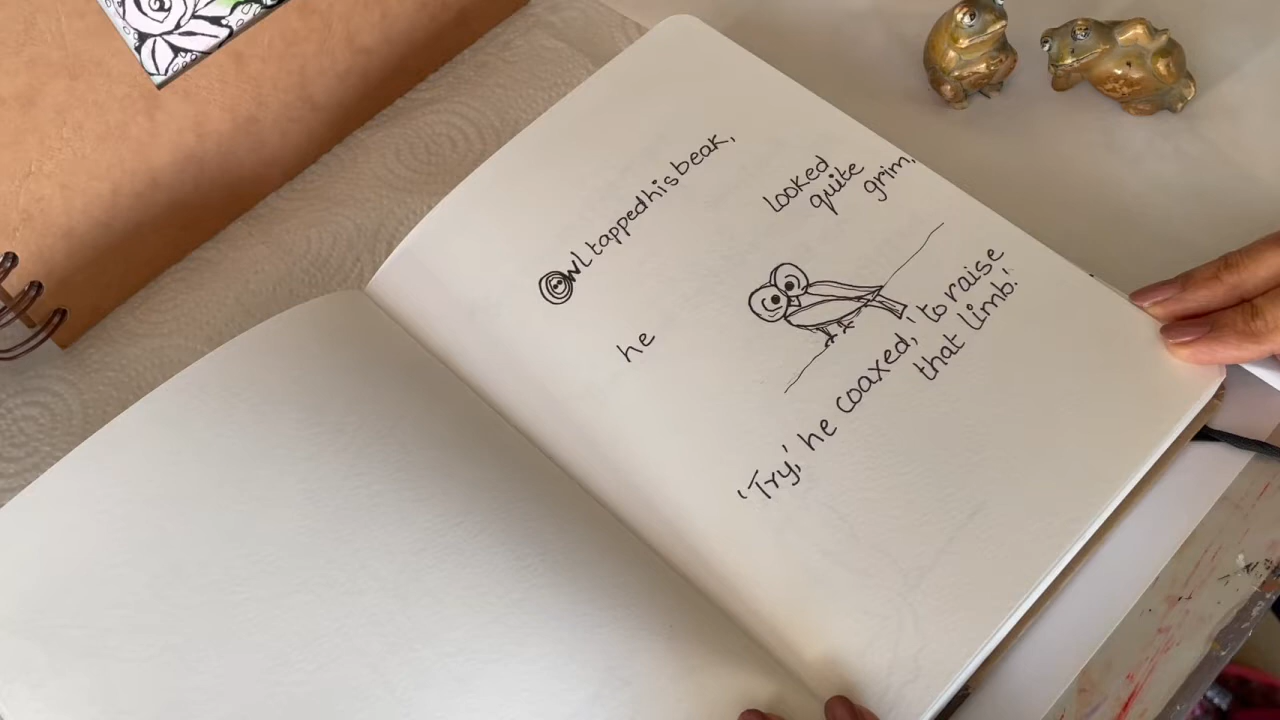 Owl tapped his beak,
he
looked
quite
grim,
'Try,' he coaxed,' to raise
that limb.'